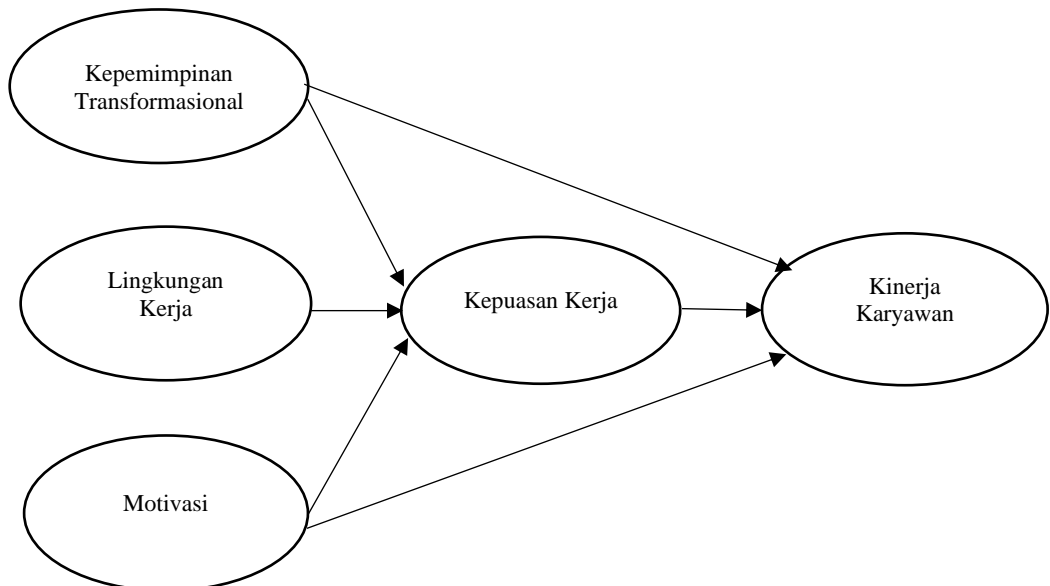 Kepemimpinan
Transformasional
Lingkungan
Kerja
Kepuasan Kerja
Kinerja
Karyawan
Motivasi